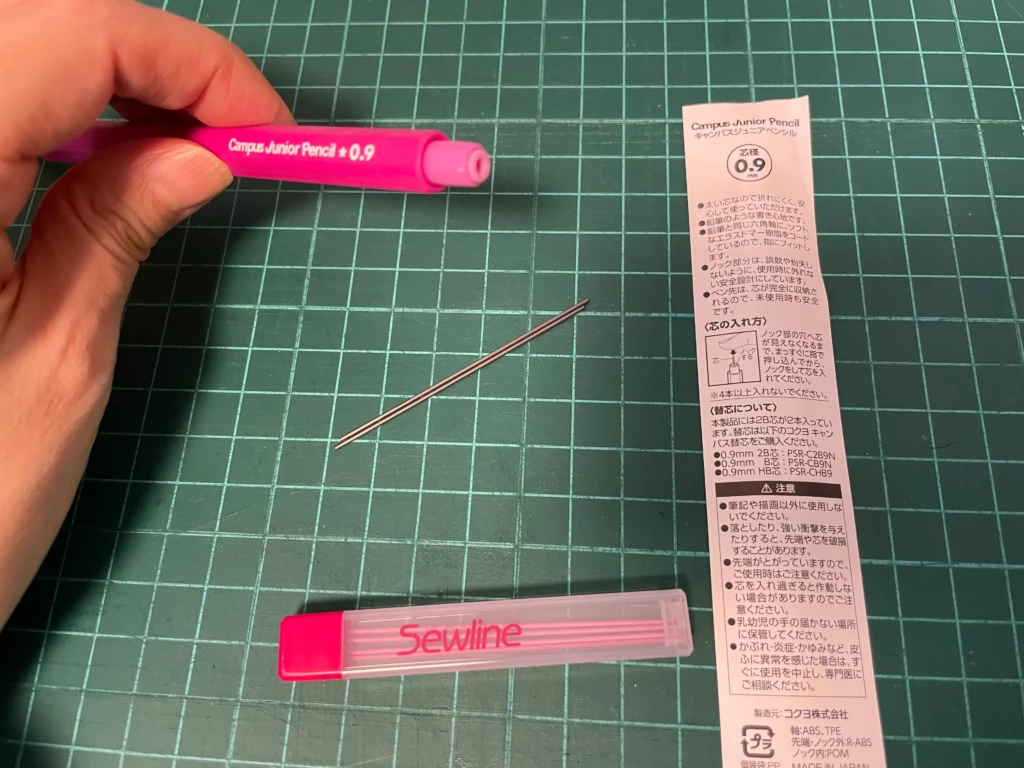 Campus Junior Pencil ★ 0.9
Campus Junior Pencil
キャンパスジュニアペンシル
芯径
0.9
mm
●太い芯なので折れにくく、安
心して使っていただけます。
●鉛筆のような書き心地です。
●鉛筆と同じ六角軸に、ソフト
なエラストマー樹脂をコート
しているので、指にフィットし
ます。
●ノック部分は、誤飲や紛失し
ないように、使用時に外れな
い安全設計にしています。
●ペン先は、芯が完全に収納さ
れるので、未使用時も安全
です。
〈芯の入れ方〉
芯
ノック
する
ノック部の穴へ芯
が見えなくなるま
で、まっすぐに指で
押し込んでから、
ノックをして芯を入
れてください。
※4本以上入れないでください。
〈替芯について〉
本製品には2B芯が2本入ってい
ます。替芯は以下のコクヨ キャン
パス替芯をご購入ください。
●0.9mm 2B芯：PSR-C2B9N
●0.9mm B芯：PSR-CB9N
●0.9mm HB芯：PSR-CHB9
⚠ 注意
●筆記や描画以外に使用しな
いでください。
●落としたり、強い衝撃を与え
たりすると、先端や芯を破損
することがあります。
●先端がとがっていますので、
ご使用時はご注意ください。
●芯を入れ過ぎると作動しな
い場合がありますのでご注
意ください。
●乳幼児の手の届かない場所
に保管してください。
●かぶれ・炎症・かゆみなど、皮
ふに異常を感じた場合は、す
ぐに使用を中止し、専門医に
ご相談ください。
製造元：コクヨ株式会社
プラ
軸:ABS、TPE
先端・ノック外:R-ABS
ノック内:POM
MADE IN JAPAN
Sewline